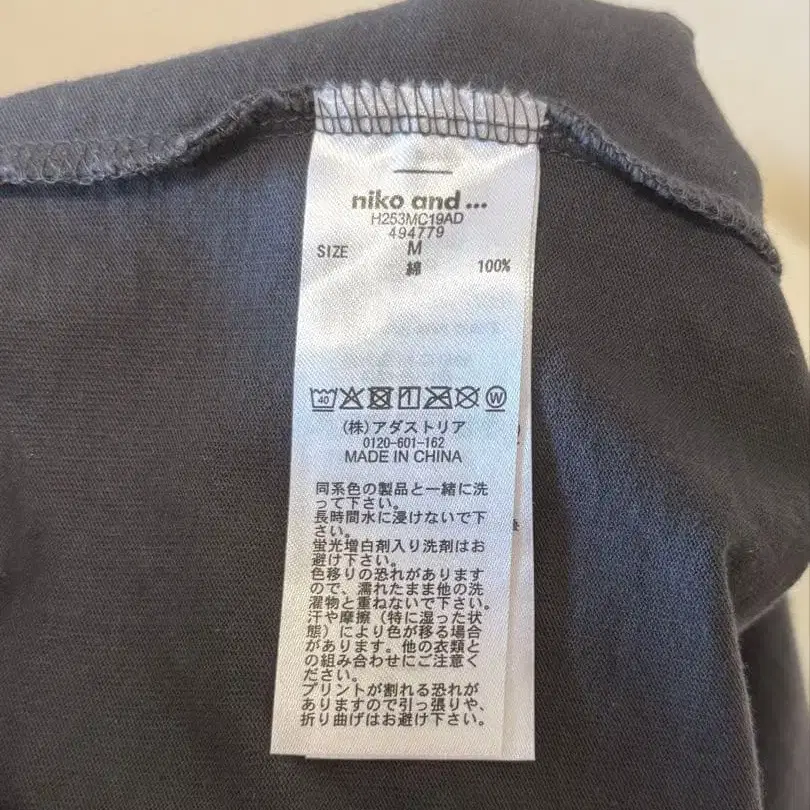 niko and ...
H253MC19AD
494779
SIZE M
綿 100%
40
W
(株)アダストリア
0120-601-162
MADE IN CHINA
同系色の製品と一緒に洗
って下さい。
長時間水に浸けないで下
さい。
蛍光増白剤入り洗剤はお
避け下さい。
色移りの恐れがあります
ので、濡れたまま他の洗
濯物と重ねないで下さい。
汗や摩擦(特に湿った状
態)により色が移る場合
があります。他の衣類と
の組み合わせにご注意く
ださい。
プリントが割れる恐れが
ありますので引っ張りや、
折り曲げはお避け下さい。